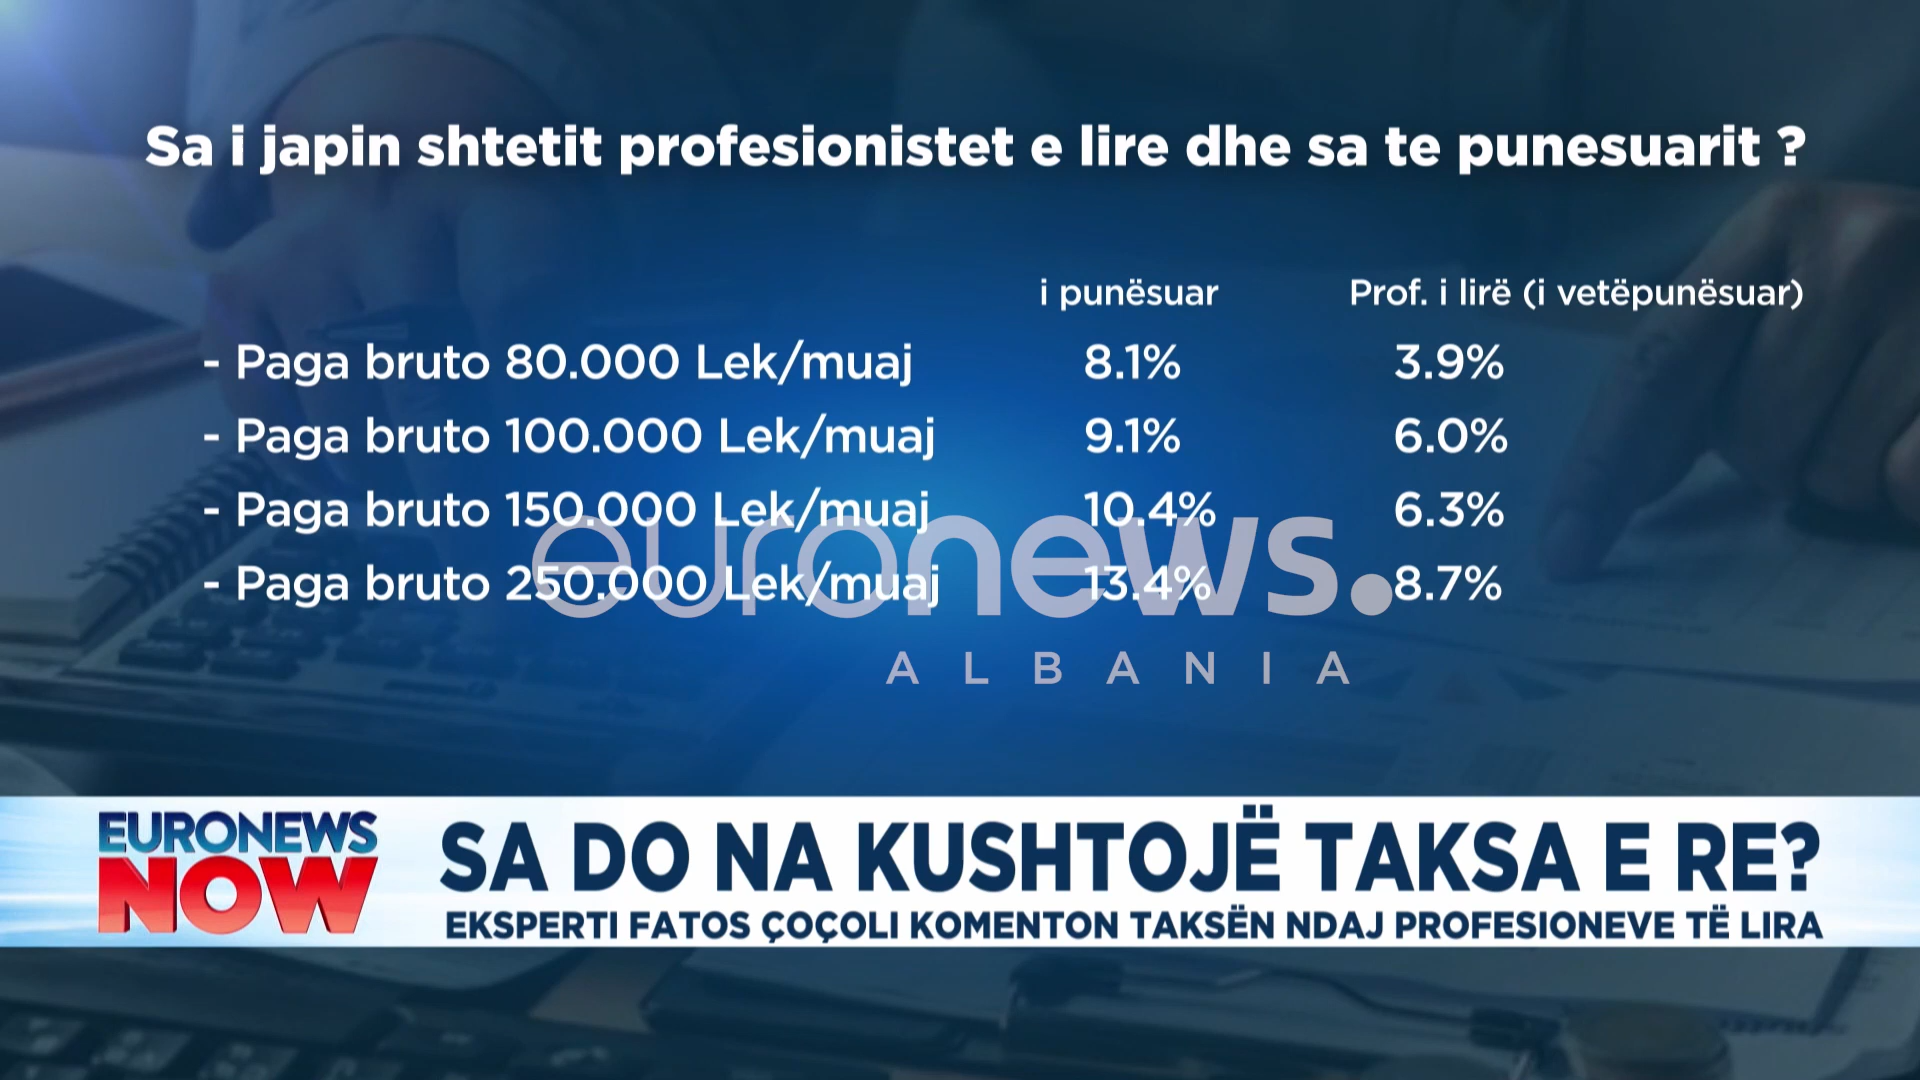 Sa i japin shtetit profesionistet e lire dhe sa te punesuarit ?
i punësuar Prof. i lirë (i vetëpunësuar)
- Paga bruto 80.000 Lek/muaj 8.1% 3.9%
- Paga bruto 100.000 Lek/muaj 9.1% 6.0%
- Paga bruto 150.000 Lek/muaj 10.4% 6.3%
- Paga bruto 250.000 Lek/muaj 13.4% 8.7%
euronews.
ALBANIA
EURONEWS
NOW
SA DO NA KUSHTOJË TAKSA E RE?
EKSPERTI FATOS ÇOÇOLI KOMENTON TAKSËN NDAJ PROFESIONEVE TË LIRA